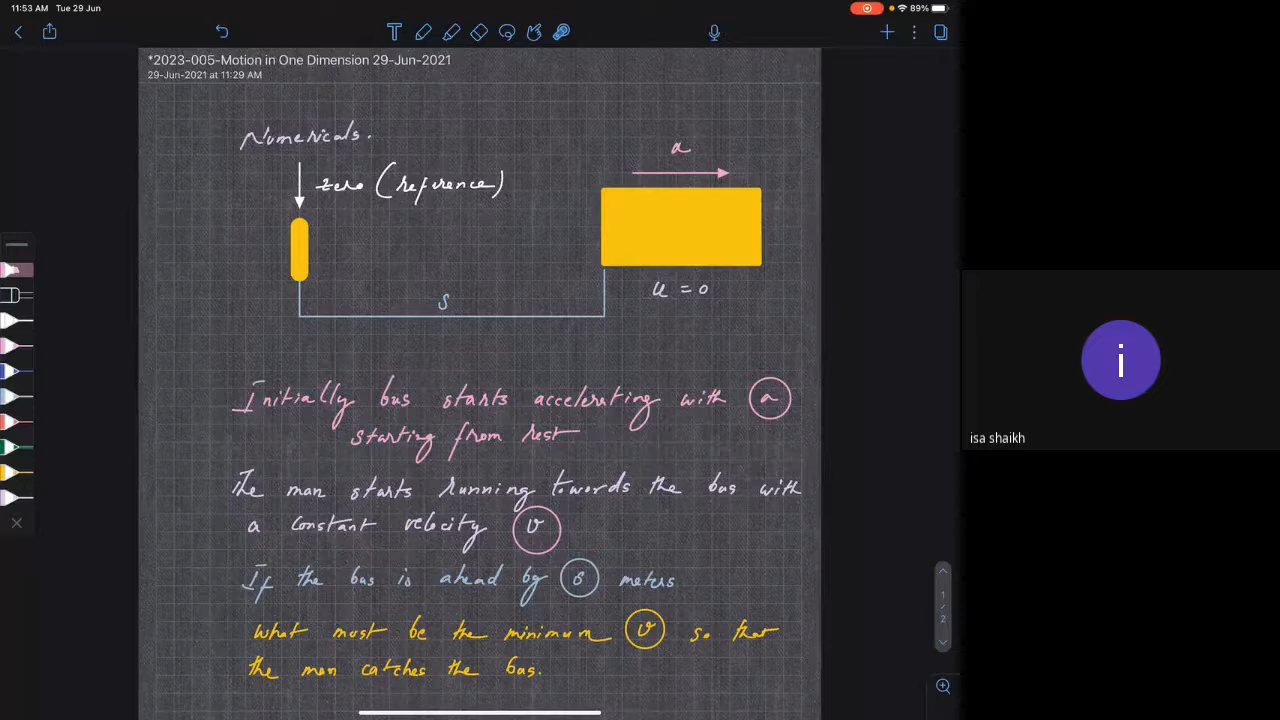 11:53 AM Tue 29 Jun
89%
*2023-005-Motion in One Dimension 29-Jun-2021
29-Jun-2021 at 11:29 AM
Numericals.
a
zero (reference)
s
u = 0
Initially bus starts accelerating with a
starting from rest
The man starts running towards the bus with
a constant velocity v
If the bus is ahead by s meters
What must be the minimum v so that
the man catches the bus.
1
/
2
i
isa shaikh